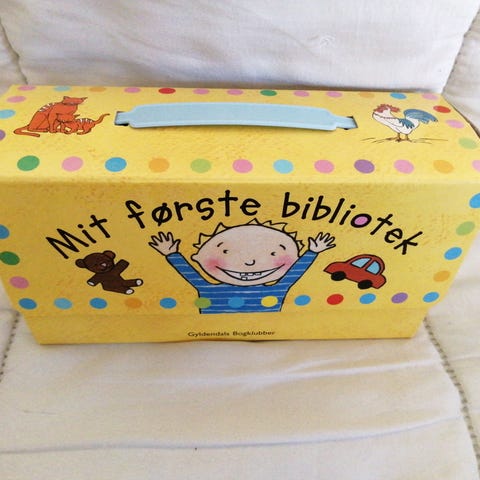 Mit første bibliotek
Gyldendals Bogklubber